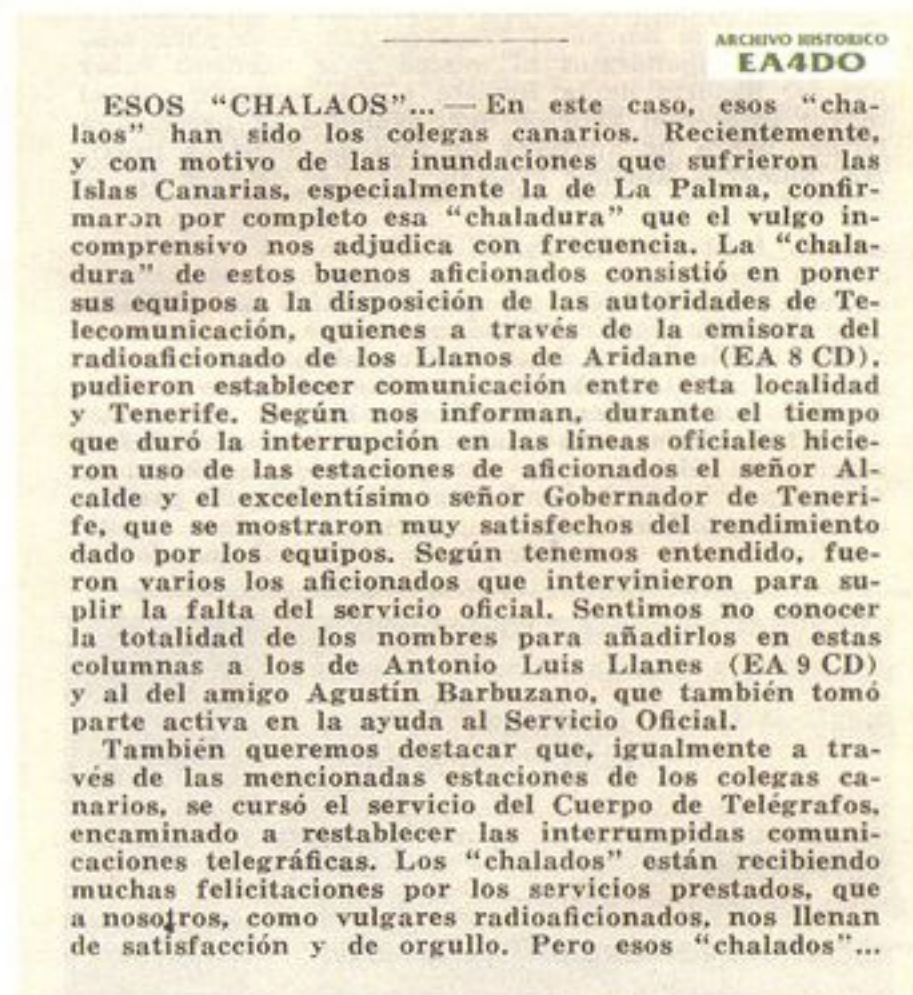 ARCHIVO HISTORICO
EA4DO
ESOS “CHALAOS”... — En este caso, esos “cha-
laos” han sido los colegas canarios. Recientemente,
y con motivo de las inundaciones que sufrieron las
Islas Canarias, especialmente la de La Palma, confir-
maron por completo esa “chaladura” que el vulgo in-
comprensivo nos adjudica con frecuencia. La “chala-
dura” de estos buenos aficionados consistió en poner
sus equipos a la disposición de las autoridades de Te-
lecomunicación, quienes a través de la emisora del
radioaficionado de los Llanos de Aridane (EA 8 CD),
pudieron establecer comunicación entre esta localidad
y Tenerife. Según nos informan, durante el tiempo
que duró la interrupción en las líneas oficiales hicie-
ron uso de las estaciones de aficionados el señor Al-
calde y el excelentísimo señor Gobernador de Teneri-
fe, que se mostraron muy satisfechos del rendimiento
dado por los equipos. Según tenemos entendido, fue-
ron varios los aficionados que intervinieron para su-
plir la falta del servicio oficial. Sentimos no conocer
la totalidad de los nombres para añadirlos en estas
columnas a los de Antonio Luis Llanes (EA 9 CD)
y al del amigo Agustín Barbuzano, que también tomó
parte activa en la ayuda al Servicio Oficial.
También queremos destacar que, igualmente a tra-
vés de las mencionadas estaciones de los colegas ca-
narios, se cursó el servicio del Cuerpo de Telégrafos,
encaminado a restablecer las interrumpidas comuni-
caciones telegráficas. Los “chalados” están recibiendo
muchas felicitaciones por los servicios prestados, que
a nosotros, como vulgares radioaficionados, nos llenan
de satisfacción y de orgullo. Pero esos “chalados”...